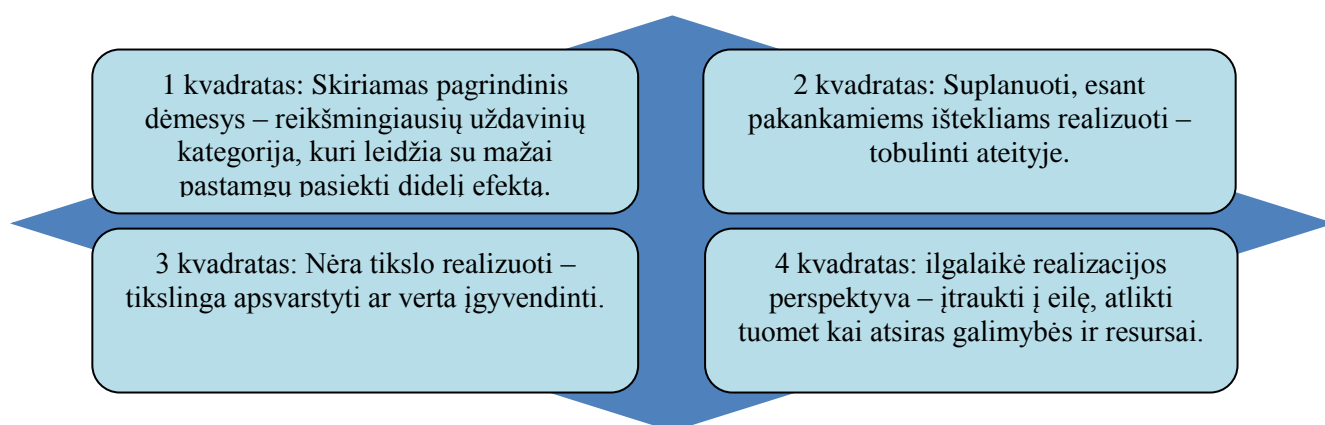 1 kvadratas: Skiriamas pagrindinis
dėmesys – reikšmingiausių uždavinių
kategorija, kuri leidžia su mažai
pastamgų pasiekti didelį efektą.
2 kvadratas: Suplanuoti, esant
pakankamiems ištekliams realizuoti –
tobulinti ateityje.
3 kvadratas: Nėra tikslo realizuoti –
tikslinga apsvarstyti ar verta įgyvendinti.
4 kvadratas: ilgalaikė realizacijos
perspektyva – įtraukti į eilę, atlikti
tuomet kai atsiras galimybės ir resursai.